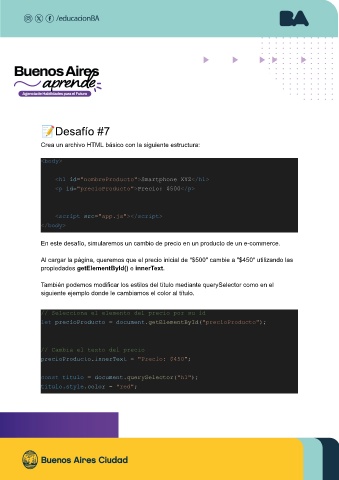 /educacionBA
BA
Buenos Aires
aprende
Agencia de Habilidades para el Futuro
Desafío #7
Crea un archivo HTML básico con la siguiente estructura:
<body>
<h1 id="nombreProducto">Smartphone XYZ</h1>
<p id="precioProducto">Precio: $500</p>
<script src="app.js"></script>
</body>
En este desafío, simularemos un cambio de precio en un producto de un e-commerce.
Al cargar la página, queremos que el precio inicial de "$500" cambie a "$450" utilizando las
propiedades getElementById() o innerText.
También podemos modificar los estilos del título mediante querySelector como en el
siguiente ejemplo donde le cambiamos el color al título.
// Selecciona el elemento del precio por su id
let precioProducto = document.getElementById("precioProducto");
// Cambia el texto del precio
precioProducto.innerText = "Precio: $450";
const titulo = document.querySelector("h1");
titulo.style.color = "red";
Buenos Aires Ciudad